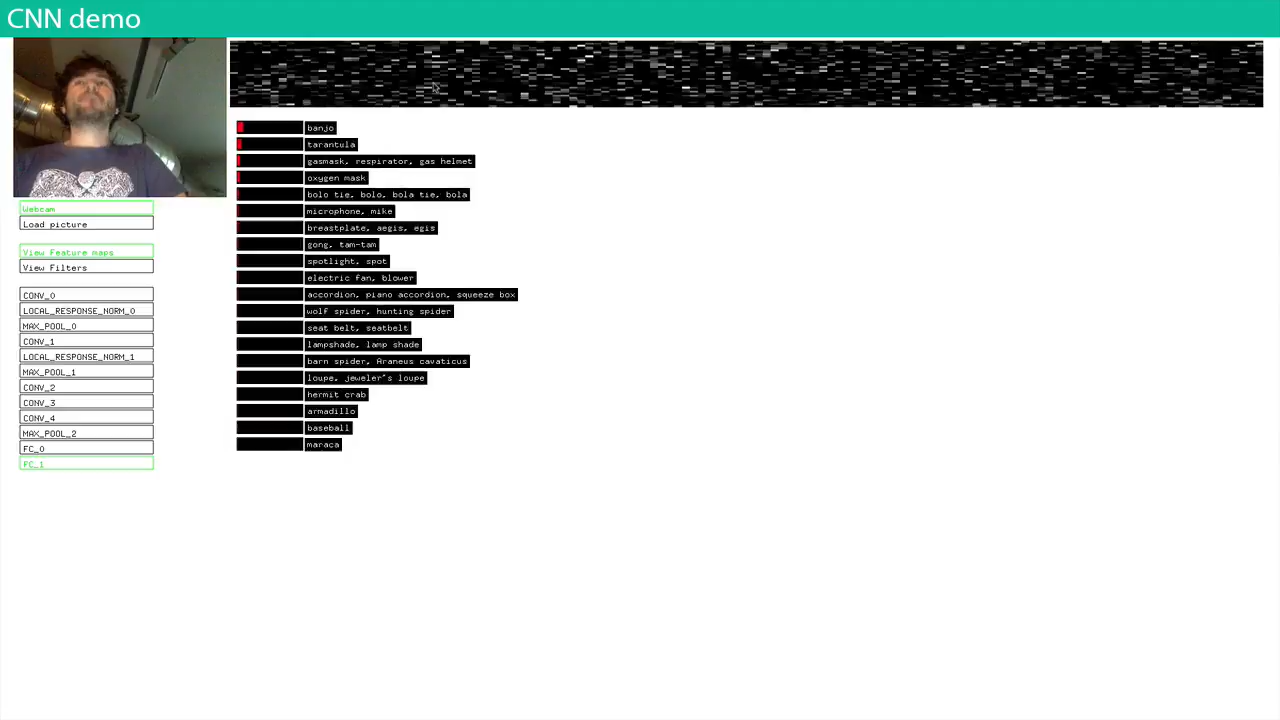 CNN demo
Webcam
Load picture
View Feature maps
View Filters
CONV_0
LOCAL_RESPONSE_NORM_0
MAX_POOL_0
CONV_1
LOCAL_RESPONSE_NORM_1
MAX_POOL_1
CONV_2
CONV_3
CONV_4
MAX_POOL_2
FC_0
FC_1
banjo
tarantula
gasmask, respirator, gas helmet
oxygen mask
bolo tie, bolo, bola tie, bola
microphone, mike
breastplate, aegis, egis
gong, tam-tam
spotlight, spot
electric fan, blower
accordion, piano accordion, squeeze box
wolf spider, hunting spider
seat belt, seatbelt
lampshade, lamp shade
barn spider, Araneus cavaticus
loupe, jeweler's loupe
hermit crab
armadillo
baseball
maraca